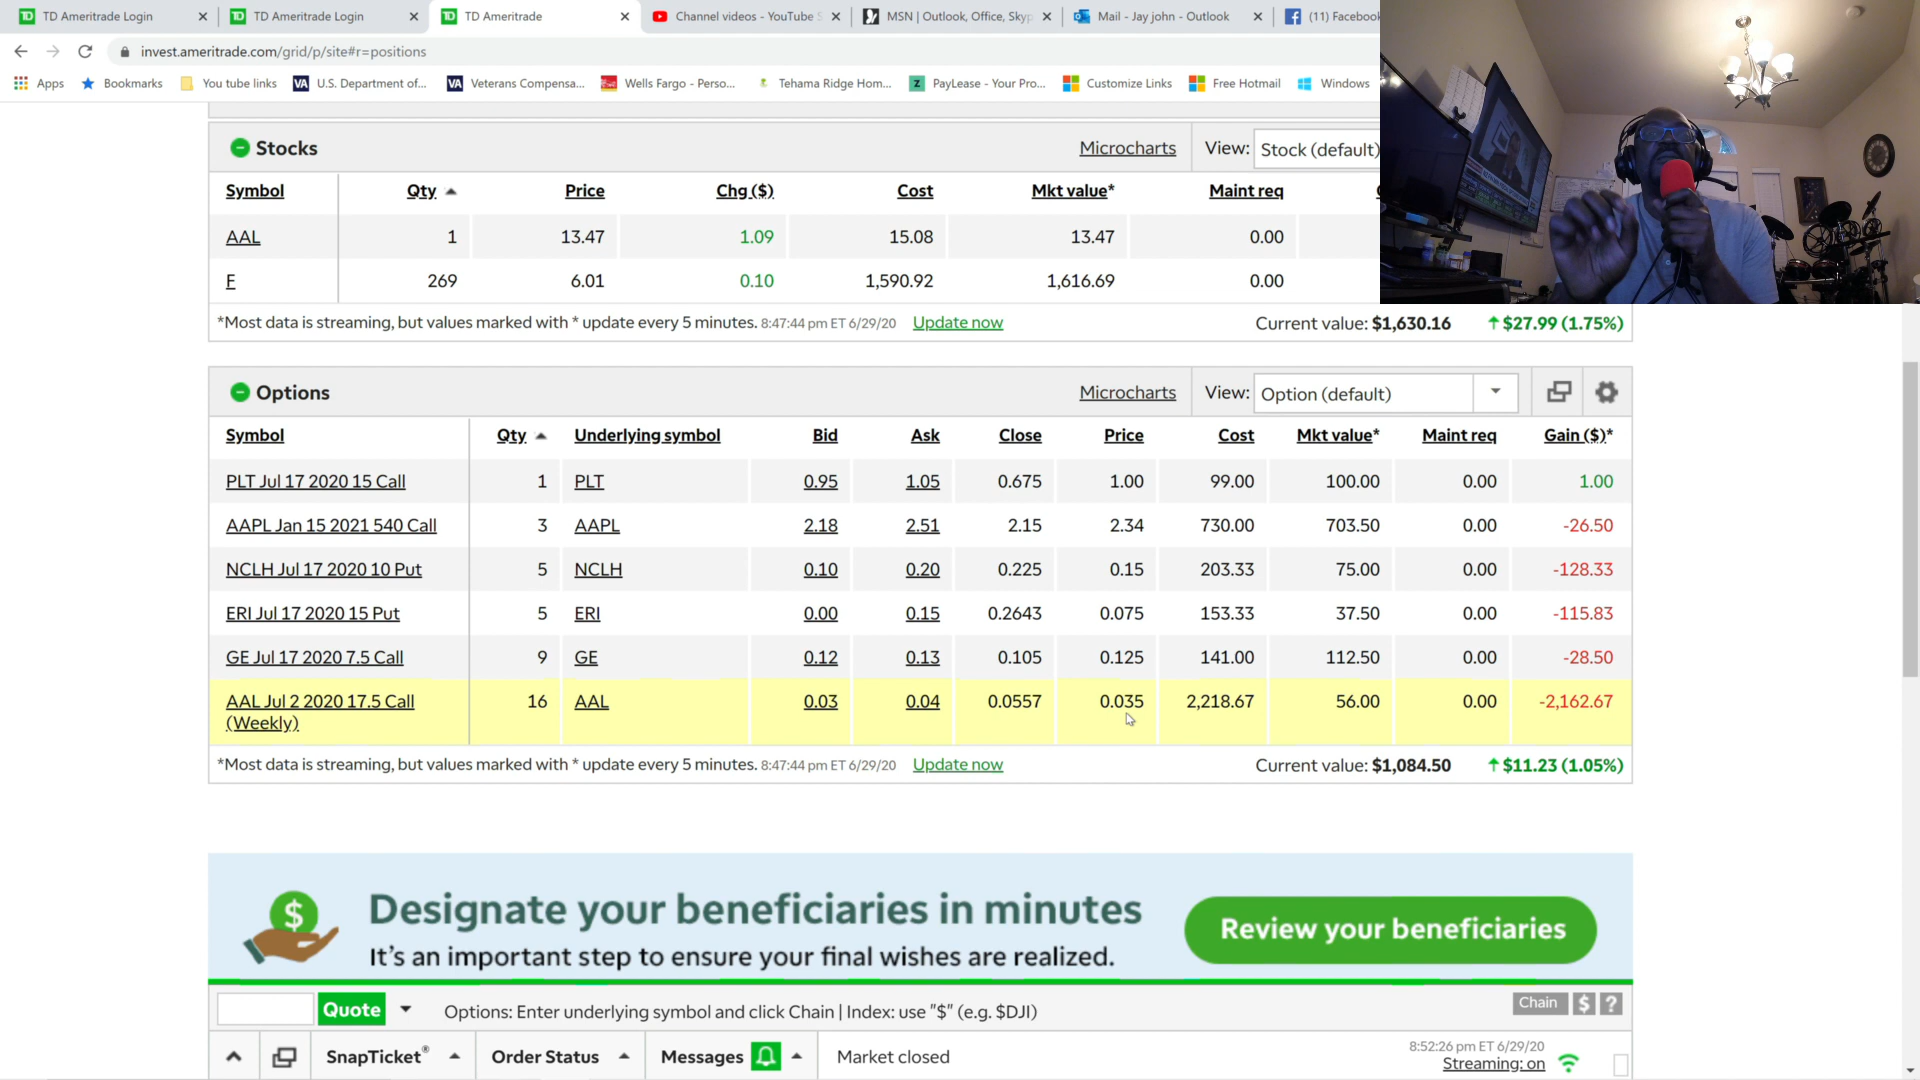 TD Ameritrade Login
TD Ameritrade Login
TD Ameritrade
Channel videos - YouTube S
MSN | Outlook, Office, Skyp
Mail - Jay john - Outlook
(11) Facebook
invest.ameritrade.com/grid/p/site#r=positions
Apps
Bookmarks
You tube links
VA U.S. Department of...
VA Veterans Compensa...
Wells Fargo - Perso...
Tehama Ridge Hom...
Z PayLease - Your Pro...
Customize Links
Free Hotmail
Windows
Stocks Microcharts View: Stock (default)
Symbol Qty Price Chg ($) Cost Mkt value* Maint req
AAL 1 13.47 1.09 15.08 13.47 0.00
F 269 6.01 0.10 1,590.92 1,616.69 0.00
*Most data is streaming, but values marked with * update every 5 minutes. 8:47:44 pm ET 6/29/20 Update now Current value: $1,630.16 $27.99 (1.75%)
Options Microcharts View: Option (default)
Symbol Qty Underlying symbol Bid Ask Close Price Cost Mkt value* Maint req Gain ($)*
PLT Jul 17 2020 15 Call 1 PLT 0.95 1.05 0.675 1.00 99.00 100.00 0.00 1.00
AAPL Jan 15 2021 540 Call 3 AAPL 2.18 2.51 2.15 2.34 730.00 703.50 0.00 -26.50
NCLH Jul 17 2020 10 Put 5 NCLH 0.10 0.20 0.225 0.15 203.33 75.00 0.00 -128.33
ERI Jul 17 2020 15 Put 5 ERI 0.00 0.15 0.2643 0.075 153.33 37.50 0.00 -115.83
GE Jul 17 2020 7.5 Call 9 GE 0.12 0.13 0.105 0.125 141.00 112.50 0.00 -28.50
AAL Jul 2 2020 17.5 Call 16 AAL 0.03 0.04 0.0557 0.035 2,218.67 56.00 0.00 -2,162.67
(Weekly)
*Most data is streaming, but values marked with * update every 5 minutes. 8:47:44 pm ET 6/29/20 Update now Current value: $1,084.50 $11.23 (1.05%)
Designate your beneficiaries in minutes
It's an important step to ensure your final wishes are realized.
Review your beneficiaries
Quote Options: Enter underlying symbol and click Chain | Index: use "$" (e.g. $DJI) Chain $ ?
SnapTicket® Order Status Messages Market closed
8:52:26 pm ET 6/29/20
Streaming: on